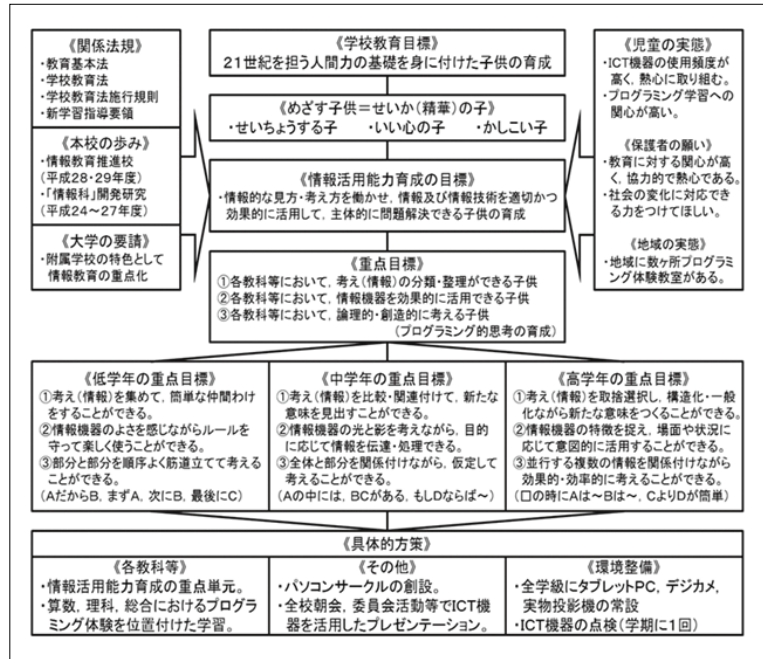 《関係法規》
・教育基本法
・学校教育法
・学校教育法施行規則
・新学習指導要領
《本校の歩み》
・情報教育推進校
(平成28・29年度)
・「情報科」開発研究
(平成24~27年度)
《大学の要請》
・附属学校の特色として
情報教育の重点化
《学校教育目標》
21世紀を担う人間力の基礎を身に付けた子供の育成
《めざす子供=せいか(精華)の子》
・せいちょうする子 ・いい心の子 ・かしこい子
《情報活用能力育成の目標》
・情報的な見方・考え方を働かせ,情報及び情報技術を適切かつ
効果的に活用して,主体的に問題解決できる子供の育成
《重点目標》
①各教科等において,考え(情報)の分類・整理ができる子供
②各教科等において,情報機器を効果的に活用できる子供
③各教科等において,論理的・創造的に考える子供
(プログラミング的思考の育成)
《児童の実態》
・ICT機器の使用頻度が
高く,熱心に取り組む。
・プログラミング学習への
関心が高い。
《保護者の願い》
・教育に対する関心が高
く,協力的で熱心である。
・社会の変化に対応でき
る力をつけてほしい。
《地域の実態》
・地域に数ヶ所プログラミ
ング体験教室がある。
《低学年の重点目標》
①考え(情報)を集めて,簡単な仲間わけ
をすることができる。
②情報機器のよさを感じながらルールを
守って楽しく使うことができる。
③部分と部分を順序よく筋道立てて考える
ことができる。
(AだからB,まずA,次にB,最後にC)
《中学年の重点目標》
①考え(情報)を比較・関連付けて,新たな
意味を見出すことができる。
②情報機器の光と影を考えながら,目的
に応じて情報を伝達・処理できる。
③全体と部分を関係付けながら,仮定して
考えることができる。
(Aの中には,BCがある,もしDならば~)
《高学年の重点目標》
①考え(情報)を取捨選択し,構造化・一般
化ながら新たな意味をつくることができる。
②情報機器の特徴を捉え,場面や状況に
応じて意図的に活用することができる。
③並行する複数の情報を関係付けながら
効果的・効率的に考えることができる。
(□の時にAは~Bは~,CよりDが簡単)
《具体的方策》
《各教科等》
・情報活用能力育成の重点単元。
・算数,理科,総合におけるプログラ
ミング体験を位置付けた学習。
《その他》
・パソコンサークルの創設。
・全校朝会,委員会活動等でICT機
器を活用したプレゼンテーション。
《環境整備》
・全学級にタブレットPC,デジカメ,
実物投影機の常設
・ICT機器の点検(学期に1回)